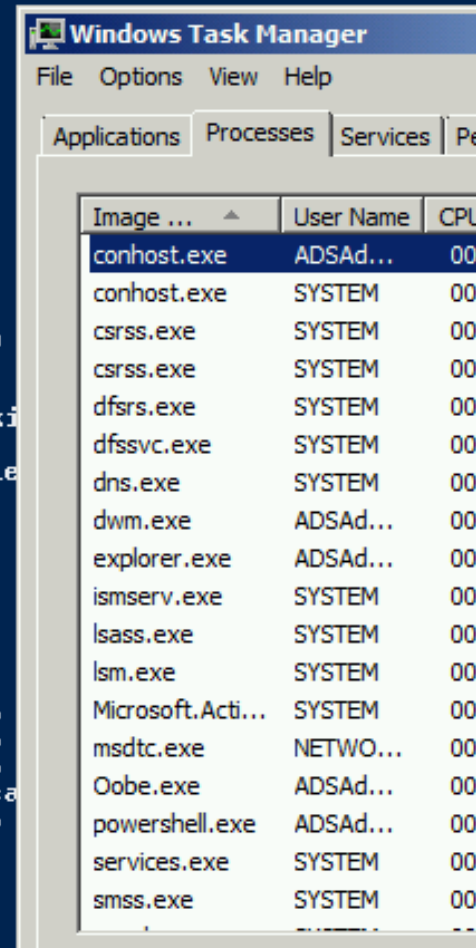 Windows Task Manager
File Options View Help
Applications Processes Services Pe
Image ... User Name CPU
conhost.exe ADSAd... 00
conhost.exe SYSTEM 00
csrss.exe SYSTEM 00
csrss.exe SYSTEM 00
dfsrs.exe SYSTEM 00
dfssvc.exe SYSTEM 00
dns.exe SYSTEM 00
dwm.exe ADSAd... 00
explorer.exe ADSAd... 00
ismserv.exe SYSTEM 00
lsass.exe SYSTEM 00
lsm.exe SYSTEM 00
Microsoft.Acti... SYSTEM 00
msdtc.exe NETWO... 00
Oobe.exe ADSAd... 00
powershell.exe ADSAd... 00
services.exe SYSTEM 00
smss.exe SYSTEM 00